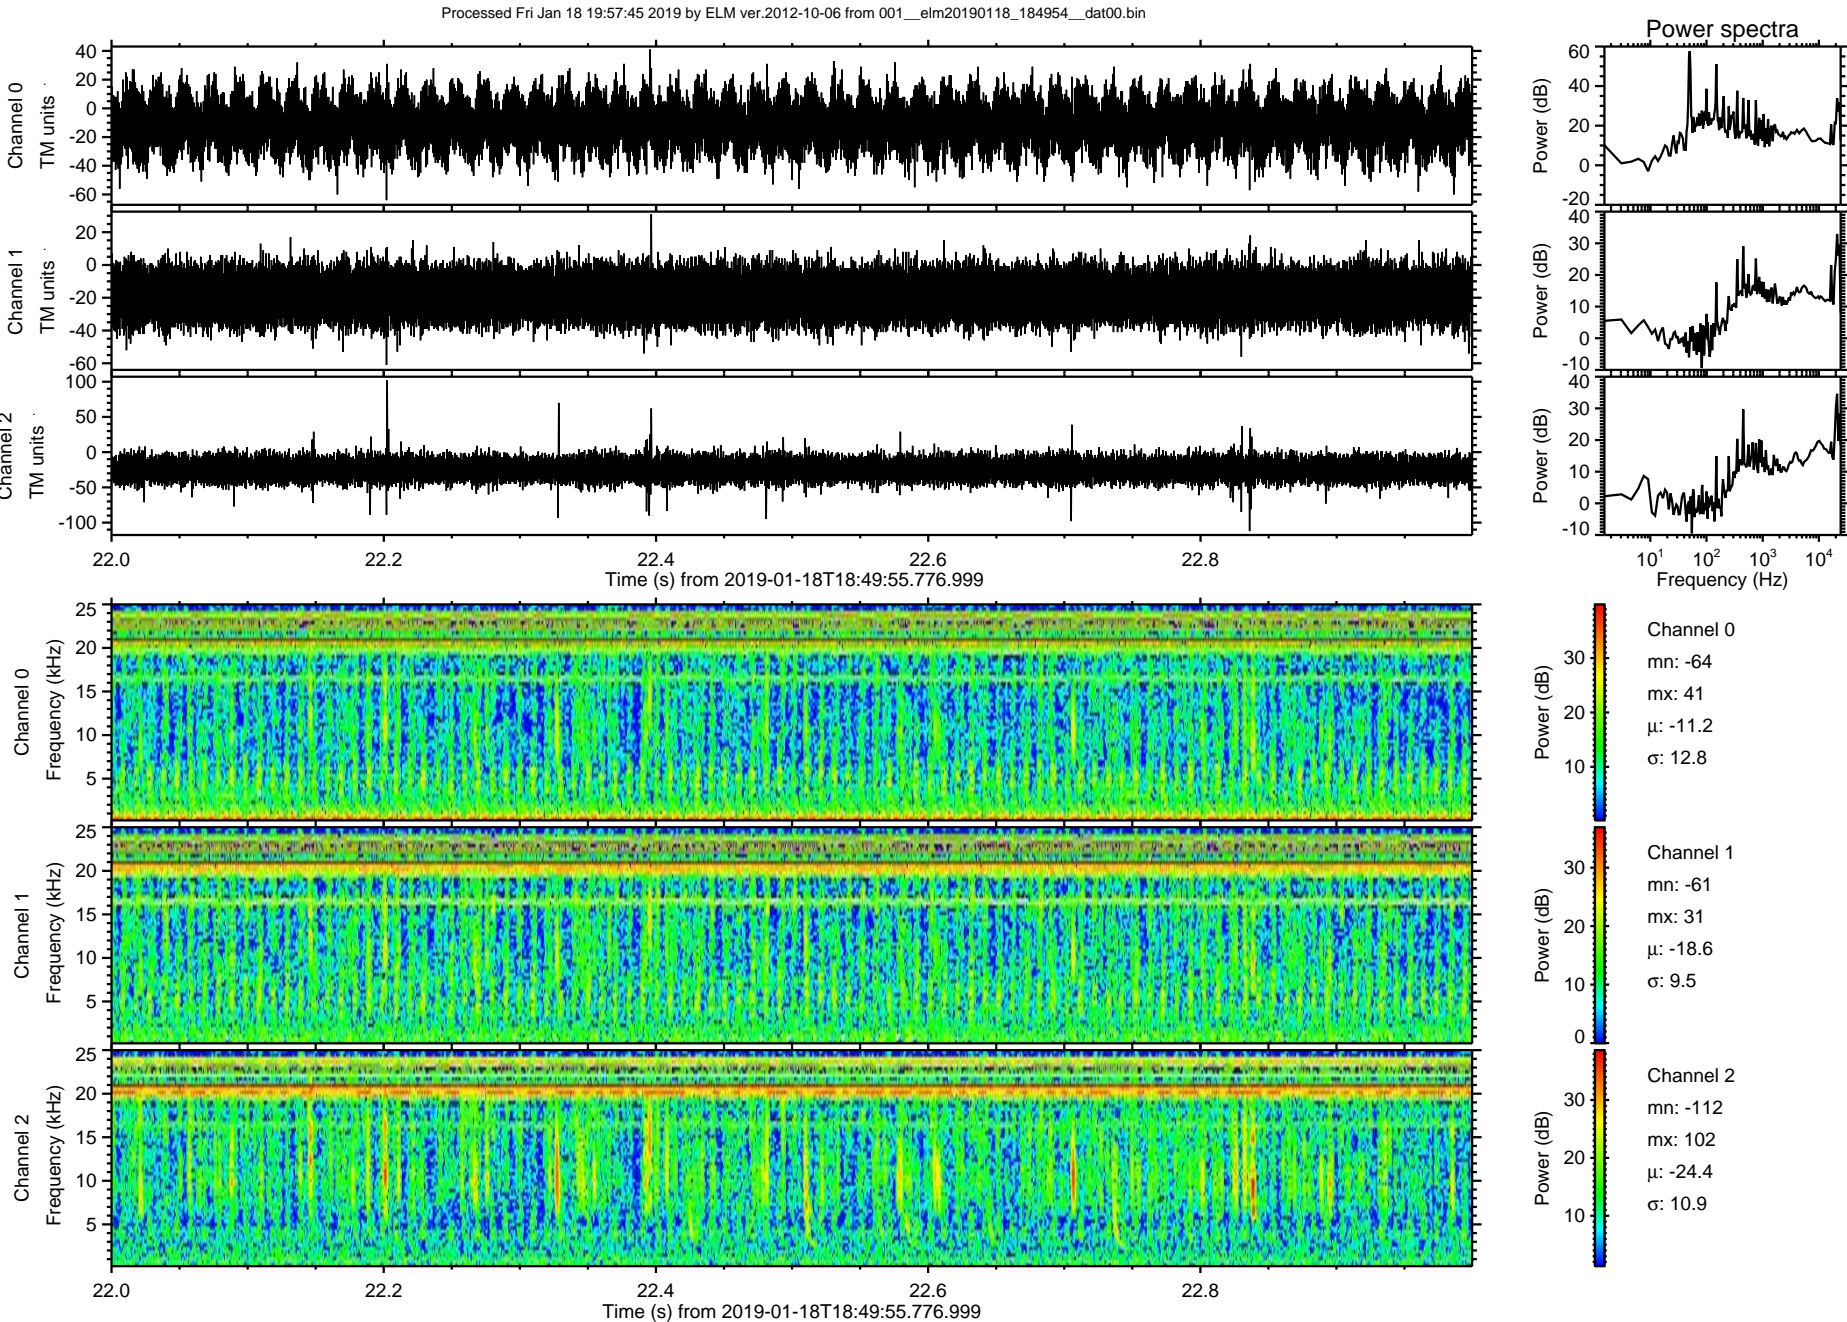 Processed Fri Jan 18 19:57:45 2019 by ELM ver.2012-10-06 from 001__elm20190118_184954__dat00.bin
Power spectra
Channel 0
TM units
40
20
0
-20
-40
-60
Power (dB)
60
40
20
0
-20
Channel 1
TM units
20
0
-20
-40
-60
Power (dB)
40
30
20
10
0
-10
Channel 2
TM units
100
50
0
-50
-100
Power (dB)
40
30
20
10
0
-10
22.0 22.2 22.4 22.6 22.8
Time (s) from 2019-01-18T18:49:55.776.999
10^1 10^2 10^3 10^4
Frequency (Hz)
Channel 0
Frequency (kHz)
25
20
15
10
5
Power (dB)
30
20
10
Channel 0
mn: -64
mx: 41
μ: -11.2
σ: 12.8
Channel 1
Frequency (kHz)
25
20
15
10
5
Power (dB)
30
20
10
0
Channel 1
mn: -61
mx: 31
μ: -18.6
σ: 9.5
Channel 2
Frequency (kHz)
25
20
15
10
5
Power (dB)
30
20
10
Channel 2
mn: -112
mx: 102
μ: -24.4
σ: 10.9
22.0 22.2 22.4 22.6 22.8
Time (s) from 2019-01-18T18:49:55.776.999